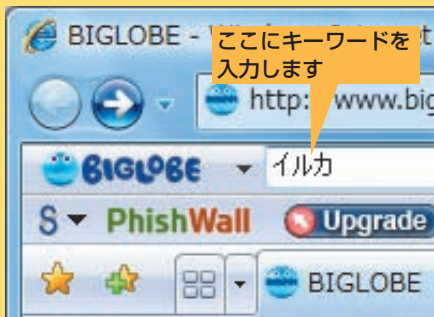 BIGLOBE -
ここにキーワードを
入力します
http: www.big
BIGLOBE イルカ
S PhishWall Upgrade
BIGLOBE